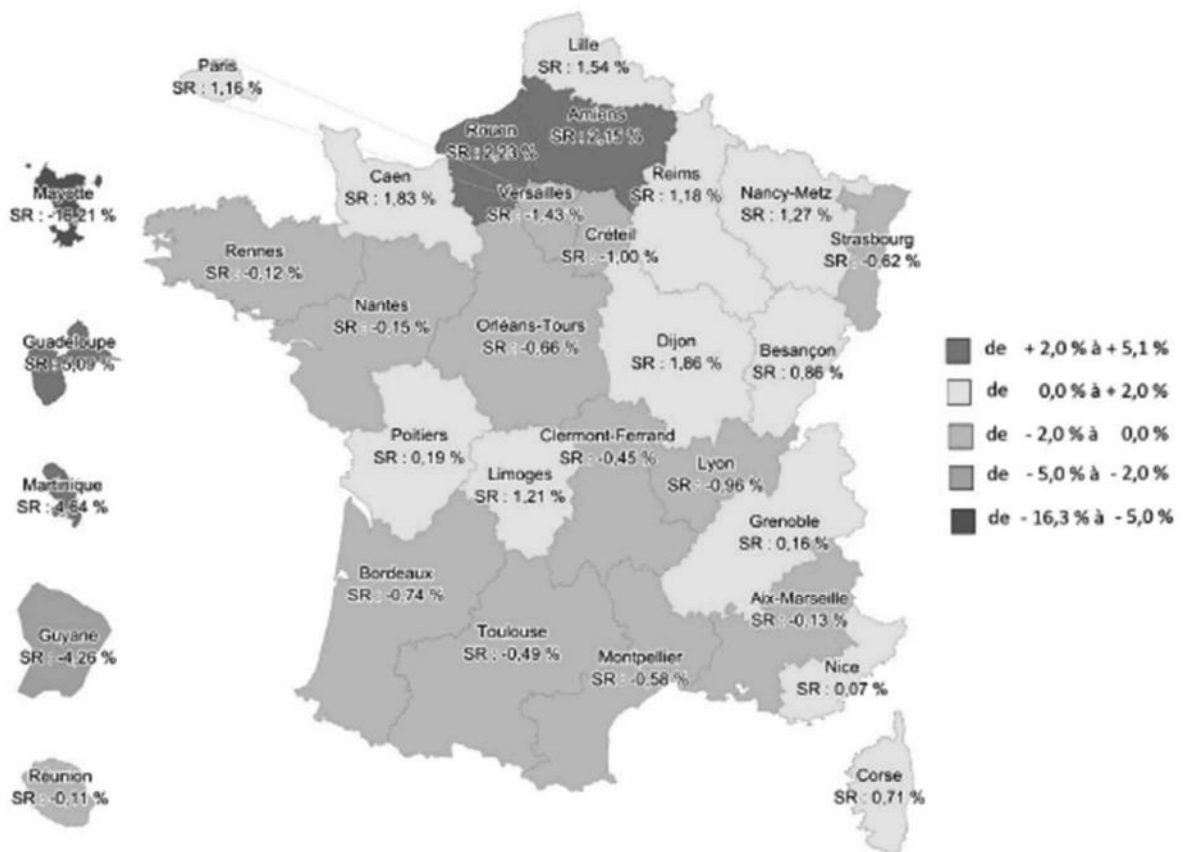 Lille
SR : 1,54 %
Paris
SR : 1,16 %
Amiens
SR : 2,15 %
Rouen
SR : 2,23 %
Caen
SR : 1,83 %
Reims
SR : 1,18 %
Nancy-Metz
SR : 1,27 %
Versailles
SR : -1,43 %
Mayotte
SR : -16,21 %
Créteil
SR : -1,00 %
Strasbourg
SR : -0,62 %
Rennes
SR : -0,12 %
Nantes
SR : -0,15 %
Orléans-Tours
SR : -0,66 %
Dijon
SR : 1,86 %
Besançon
SR : 0,86 %
Guadeloupe
SR : 5,09 %
de + 2,0 % à + 5,1 %
de 0,0 % à + 2,0 %
de - 2,0 % à 0,0 %
de - 5,0 % à - 2,0 %
de - 16,3 % à - 5,0 %
Poitiers
SR : 0,19 %
Clermont-Ferrand
SR : -0,45 %
Limoges
SR : 1,21 %
Lyon
SR : -0,96 %
Martinique
SR : 4,64 %
Grenoble
SR : 0,16 %
Bordeaux
SR : -0,74 %
Aix-Marseille
SR : -0,13 %
Guyane
SR : -4,26 %
Toulouse
SR : -0,49 %
Montpellier
SR : -0,58 %
Nice
SR : 0,07 %
Réunion
SR : -0,11 %
Corse
SR : 0,71 %